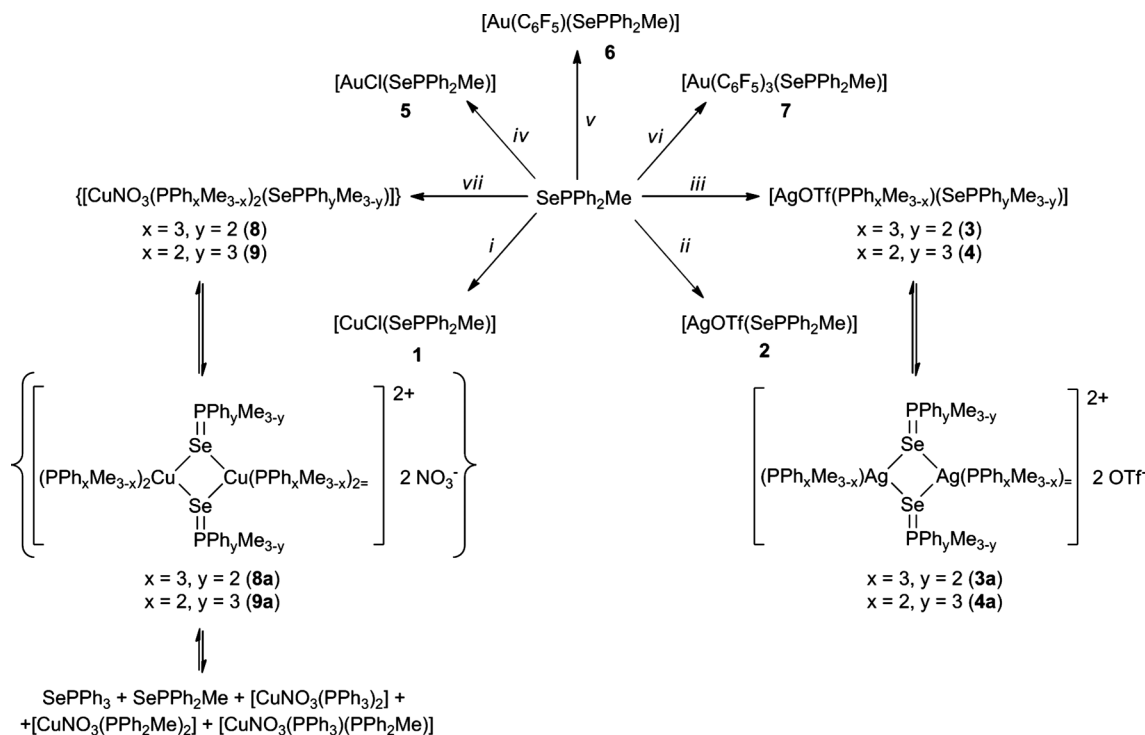 [Au(C6F5)(SePPh2Me)]
6
[AuCl(SePPh2Me)]
5
[Au(C6F5)3(SePPh2Me)]
7
iv
v
vi
{[CuNO3(PPhxMe3-x)2(SePPhyMe3-y)]}
vii
SePPh2Me
iii
[AgOTf(PPhxMe3-x)(SePPhyMe3-y)]
x = 3, y = 2 (8)
x = 2, y = 3 (9)
x = 3, y = 2 (3)
x = 2, y = 3 (4)
i
ii
[CuCl(SePPh2Me)]
1
[AgOTf(SePPh2Me)]
2
2+
PPhyMe3-y
Se
(PPhxMe3-x)2Cu
Cu(PPhxMe3-x)2=
2 NO3-
Se
PPhyMe3-y
x = 3, y = 2 (8a)
x = 2, y = 3 (9a)
2+
PPhyMe3-y
Se
(PPhxMe3-x)Ag
Ag(PPhxMe3-x)=
2 OTf-
Se
PPhyMe3-y
x = 3, y = 2 (3a)
x = 2, y = 3 (4a)
SePPh3 + SePPh2Me + [CuNO3(PPh3)2] +
+[CuNO3(PPh2Me)2] + [CuNO3(PPh3)(PPh2Me)]